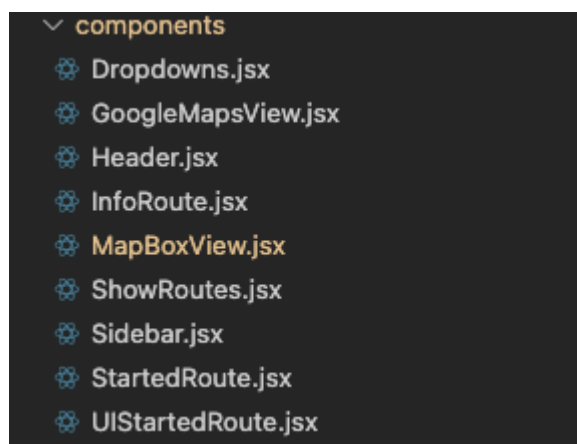 components
Dropdowns.jsx
GoogleMapsView.jsx
Header.jsx
InfoRoute.jsx
MapBoxView.jsx
ShowRoutes.jsx
Sidebar.jsx
StartedRoute.jsx
UIStartedRoute.jsx